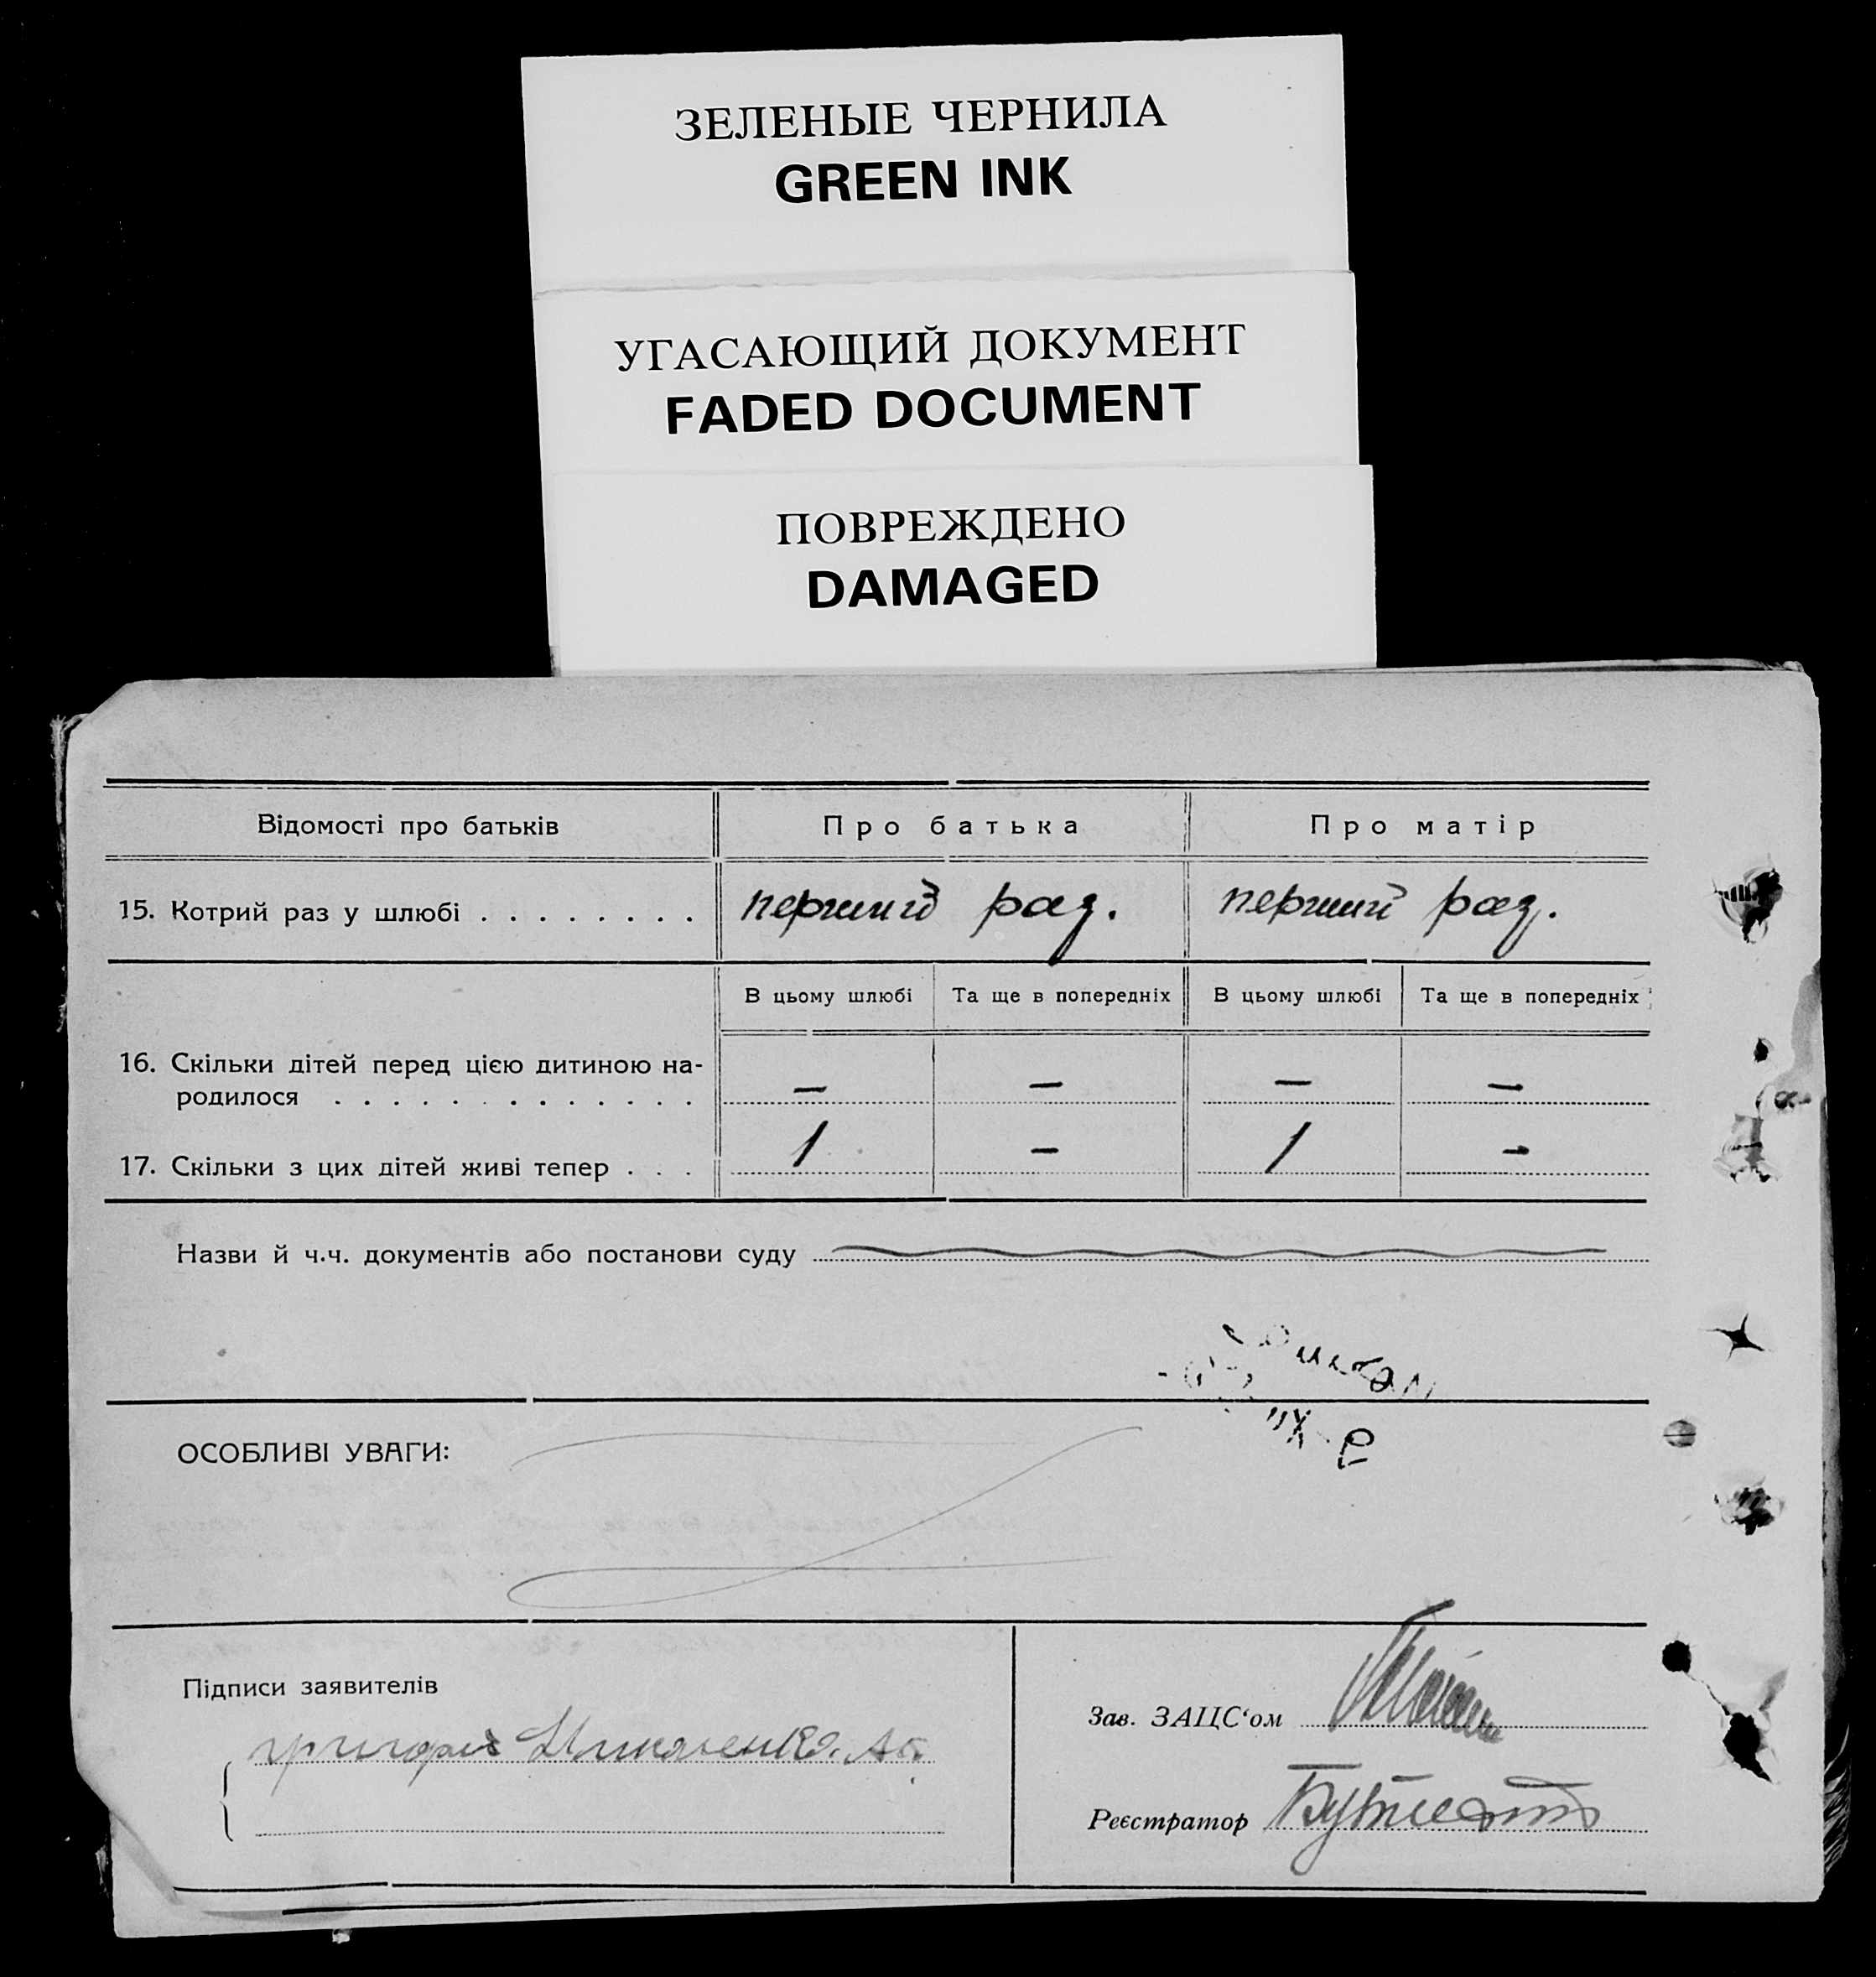 ЗЕЛЕНЫЕ ЧЕРНИЛА
GREEN INK
УГАСАЮЩИЙ ДОКУМЕНТ
FADED DOCUMENT
ПОВРЕЖДЕНО
DAMAGED
Відомості про батьків Про батька Про матір
15. Котрий раз у шлюбі . . . . . . . . перший раз. перший раз.
В цьому шлюбі Та ще в попередніх В цьому шлюбі Та ще в попередніх
16. Скільки дітей перед цією дитиною на-
родилося . . . . . . . . . . . . . — — — —
17. Скільки з цих дітей живі тепер . . . 1 — 1 —
Назви й ч.ч. документів або постанови суду
ОСОБЛИВІ УВАГИ:
Підписи заявителів
Зав. ЗАЦС‘ом
Реєстратор